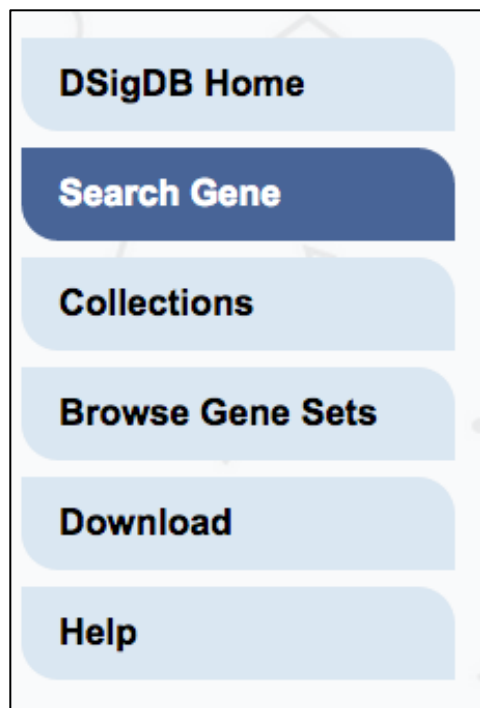 DSigDB Home
Search Gene
Collections
Browse Gene Sets
Download
Help